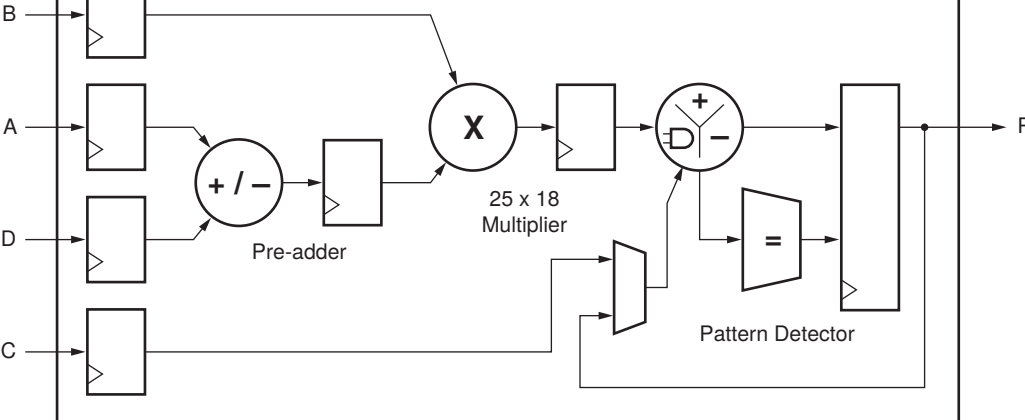 B
A
+ / –
D
Pre-adder
C
X
25 x 18
Multiplier
+
–
=
Pattern Detector